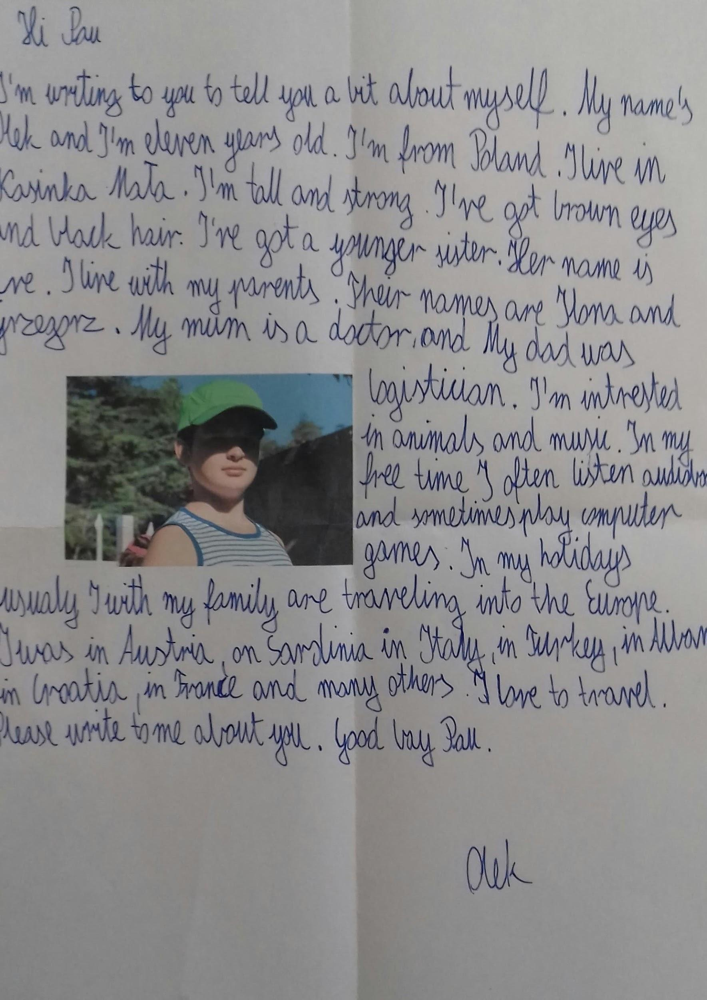 Hi Pau
I'm writing to you to tell you a bit about myself. My name's
Olek and I'm eleven years old. I'm from Poland. I live in
Kasinka Mała. I'm tall and strong. I've got brown eyes
and black hair. I've got a younger sister. Her name is
. I live with my parents. Their names are Ilona and
grzegorz. My mum is a doctor, and My dad was
logistician. I'm intrested
in animals and music. In my
free time I often listen audiobo
and sometimes play computer
games. In my holidays
usualy I with my family are traveling into the Europe.
I was in Austria, on Sardinia in Italy, in Turkey, in Alban
in Croatia, in France and many others. I love to travel.
Please write to me about you. Good bay Pau.
Olek